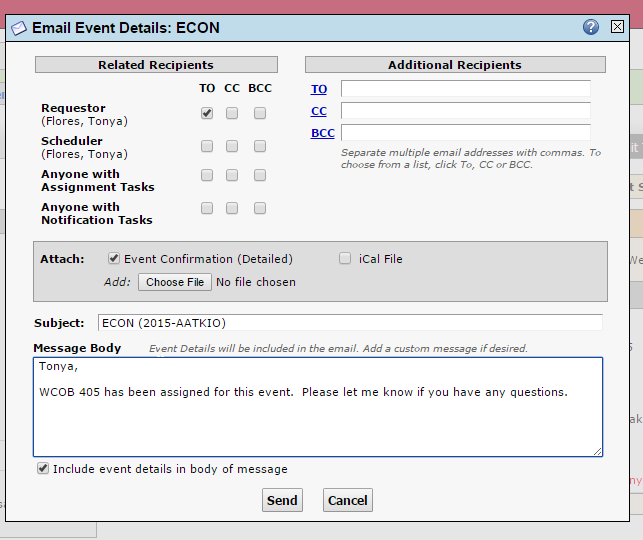 Email Event Details: ECON
Related Recipients
Additional Recipients
TO CC BCC
Requestor
(Flores, Tonya)
Scheduler
(Flores, Tonya)
Anyone with
Assignment Tasks
Anyone with
Notification Tasks
TO
CC
BCC
Separate multiple email addresses with commas. To
choose from a list, click To, CC or BCC.
Attach: Event Confirmation (Detailed) iCal File
Add: Choose File No file chosen
Subject: ECON (2015-AATKIO)
Message Body Event Details will be included in the email. Add a custom message if desired.
Tonya,
WCOB 405 has been assigned for this event.  Please let me know if you have any questions.
Include event details in body of message
Send Cancel